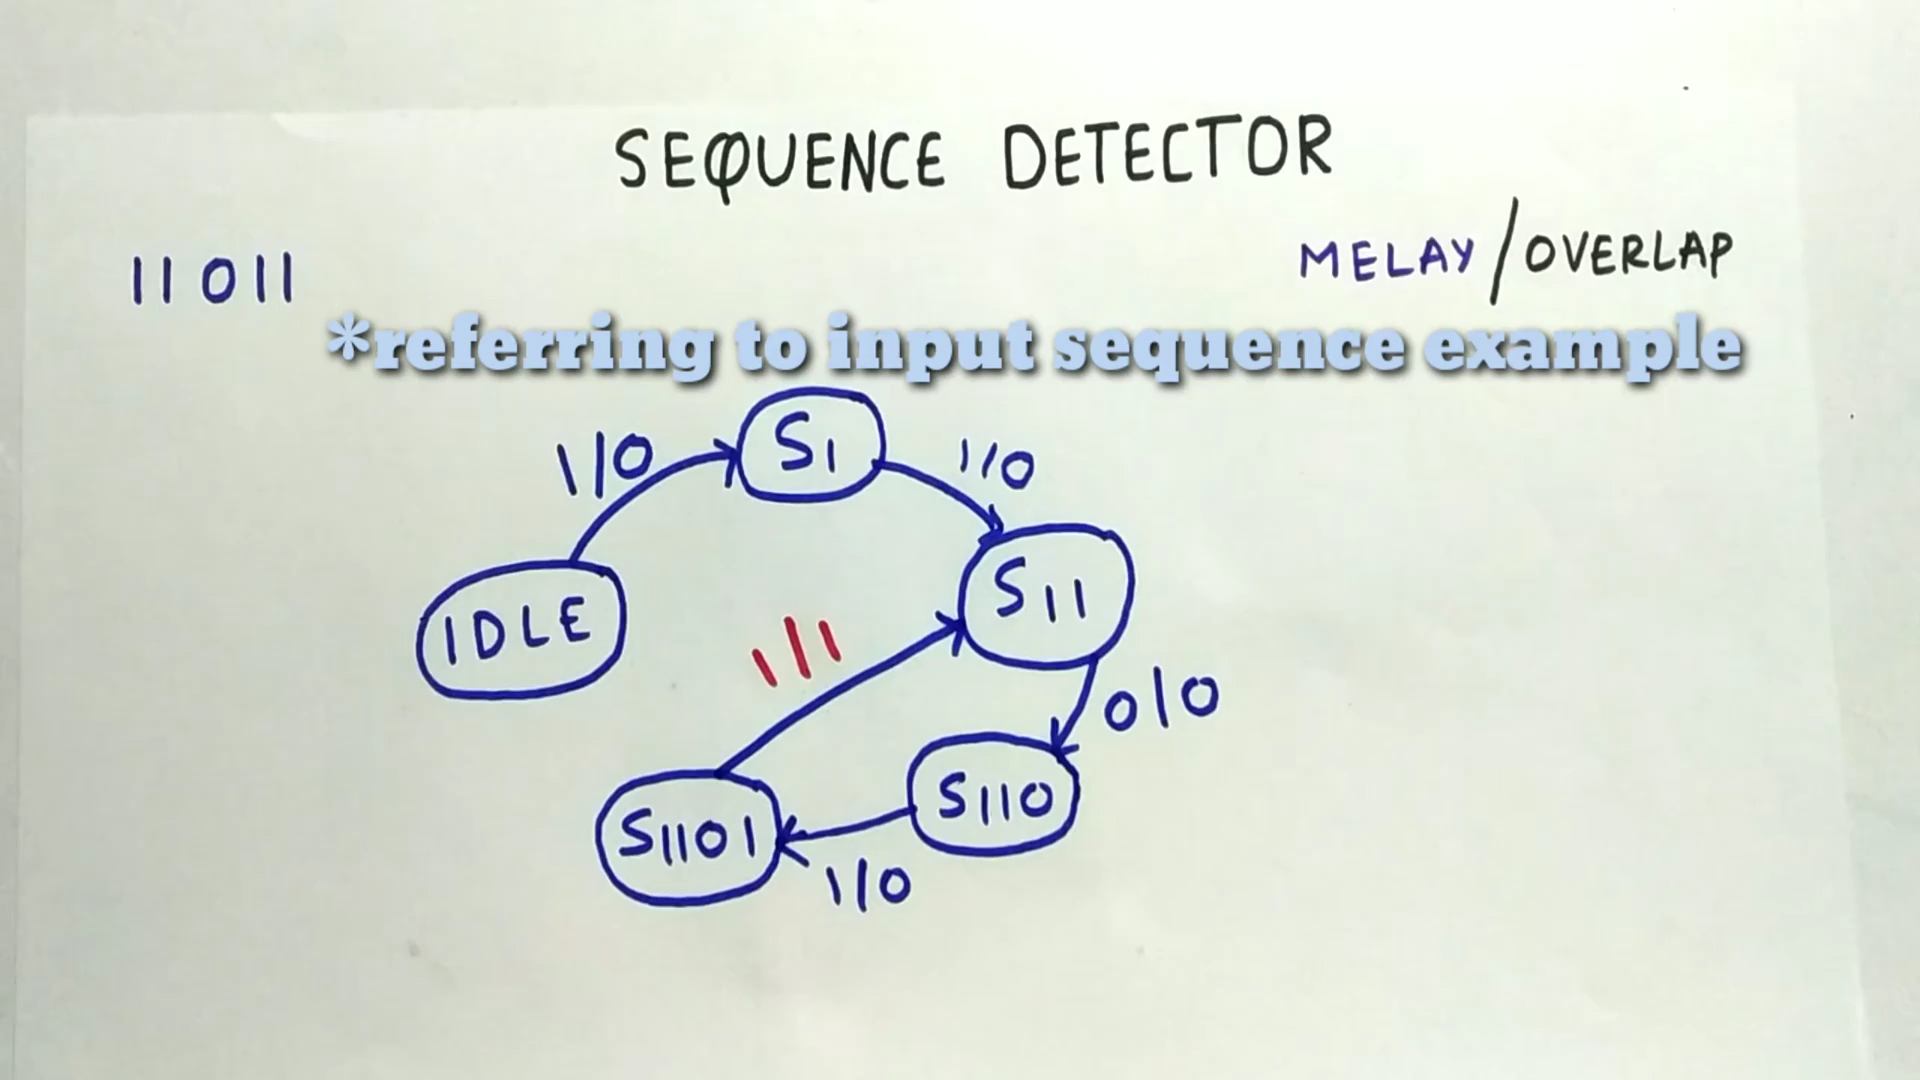 SEQUENCE DETECTOR
11011
MELAY/OVERLAP
*referring to input sequence example
1/0
S1
1/0
IDLE
S11
1/1
0/0
S110
S1101
1/0